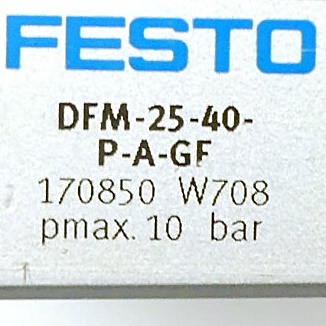 FESTO
DFM-25-40-
P-A-GF
170850 W708
pmax. 10 bar